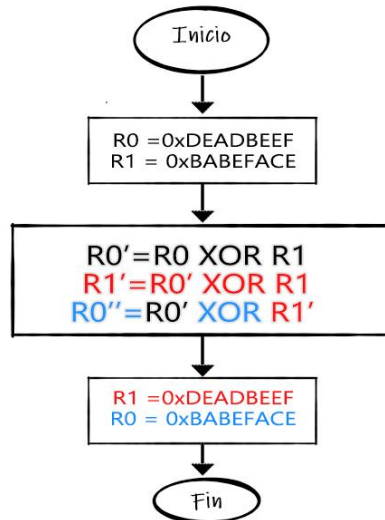 Inicio
R0 =0xDEADBEEF
R1 = 0xBABEFACE
R0'=R0 XOR R1
R1'=R0' XOR R1
R0''=R0' XOR R1'
R1 =0xDEADBEEF
R0 = 0xBABEFACE
Fin